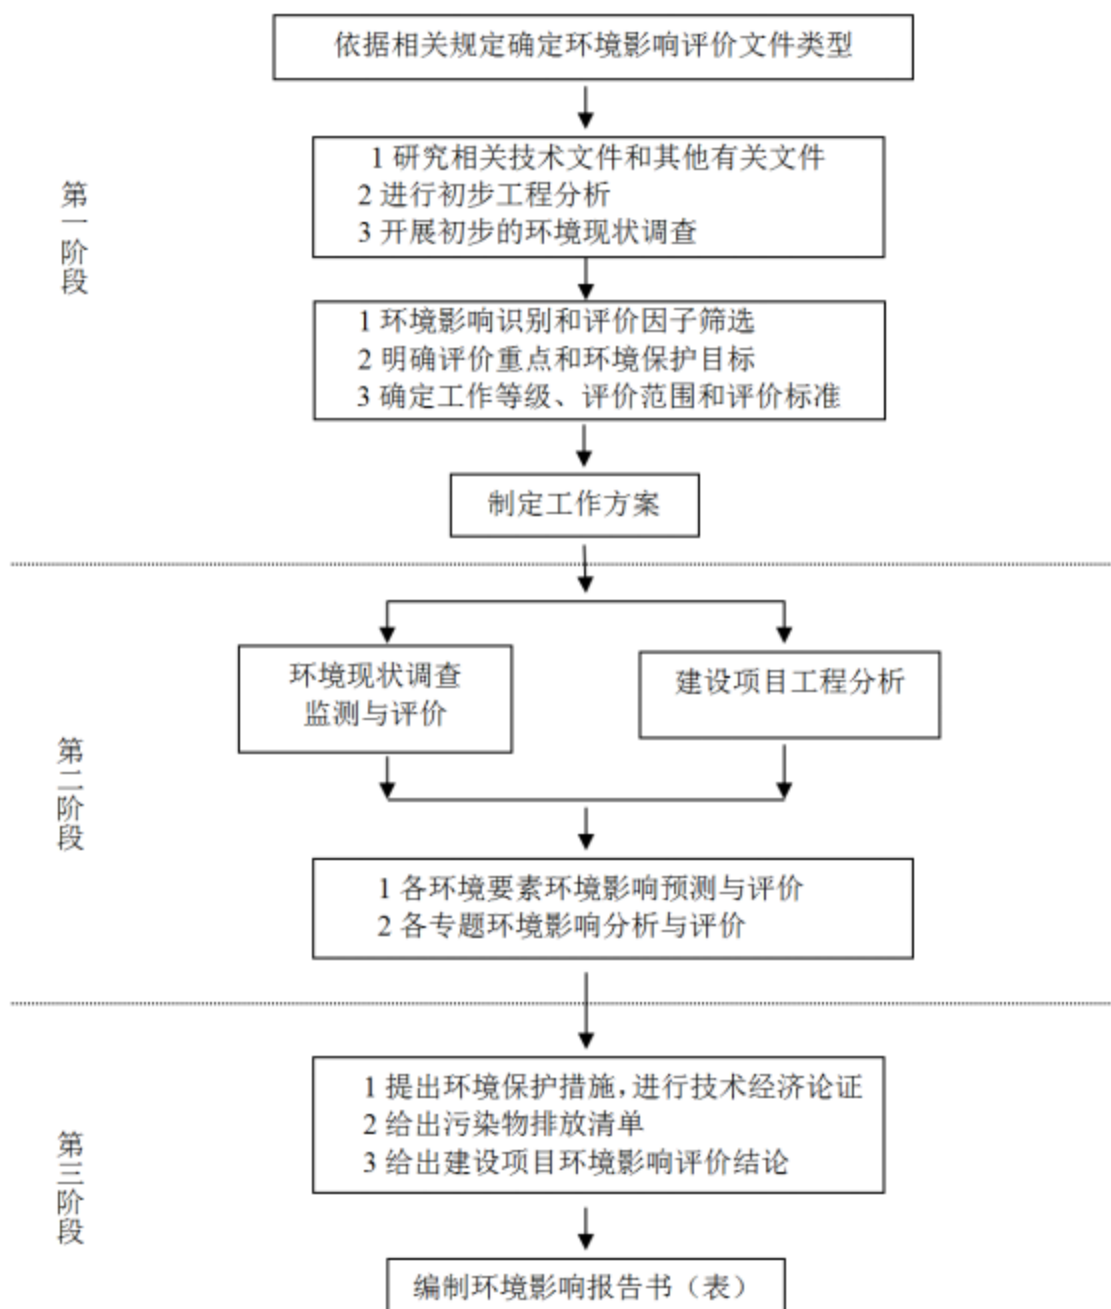 依据相关规定确定环境影响评价文件类型
1 研究相关技术文件和其他有关文件
2 进行初步工程分析
3 开展初步的环境现状调查
第一阶段
1 环境影响识别和评价因子筛选
2 明确评价重点和环境保护目标
3 确定工作等级、评价范围和评价标准
制定工作方案
环境现状调查
监测与评价
建设项目工程分析
第二阶段
1 各环境要素环境影响预测与评价
2 各专题环境影响分析与评价
1 提出环境保护措施,进行技术经济论证
2 给出污染物排放清单
3 给出建设项目环境影响评价结论
第三阶段
编制环境影响报告书（表）